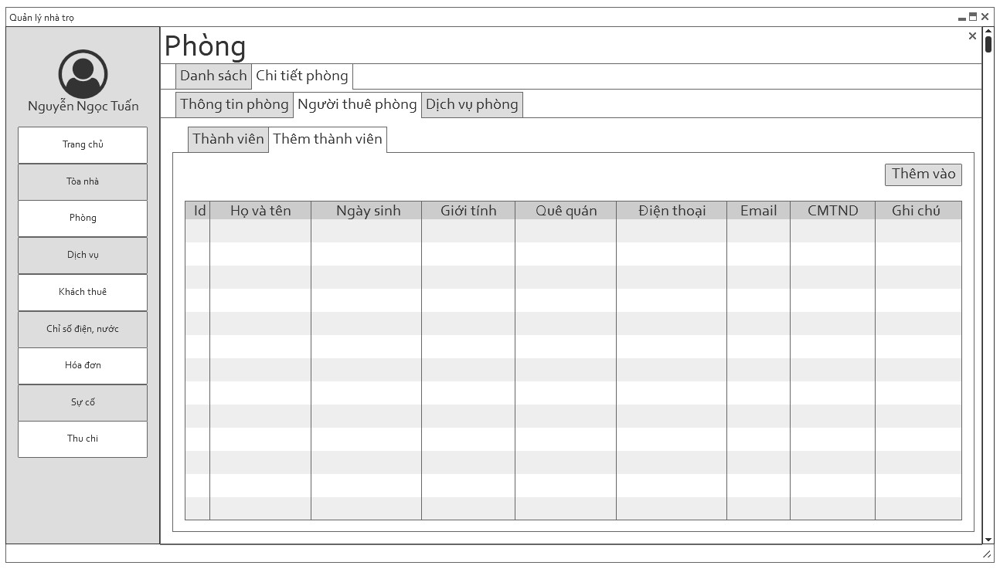 Quản lý nhà trọ
Nguyễn Ngọc Tuấn
Trang chủ
Tòa nhà
Phòng
Dịch vụ
Khách thuê
Chỉ số điện, nước
Hóa đơn
Sự cố
Thu chi
Phòng
Danh sách Chi tiết phòng
Thông tin phòng Người thuê phòng Dịch vụ phòng
Thành viên Thêm thành viên
Thêm vào
Id Họ và tên Ngày sinh Giới tính Quê quán Điện thoại Email CMTND Ghi chú